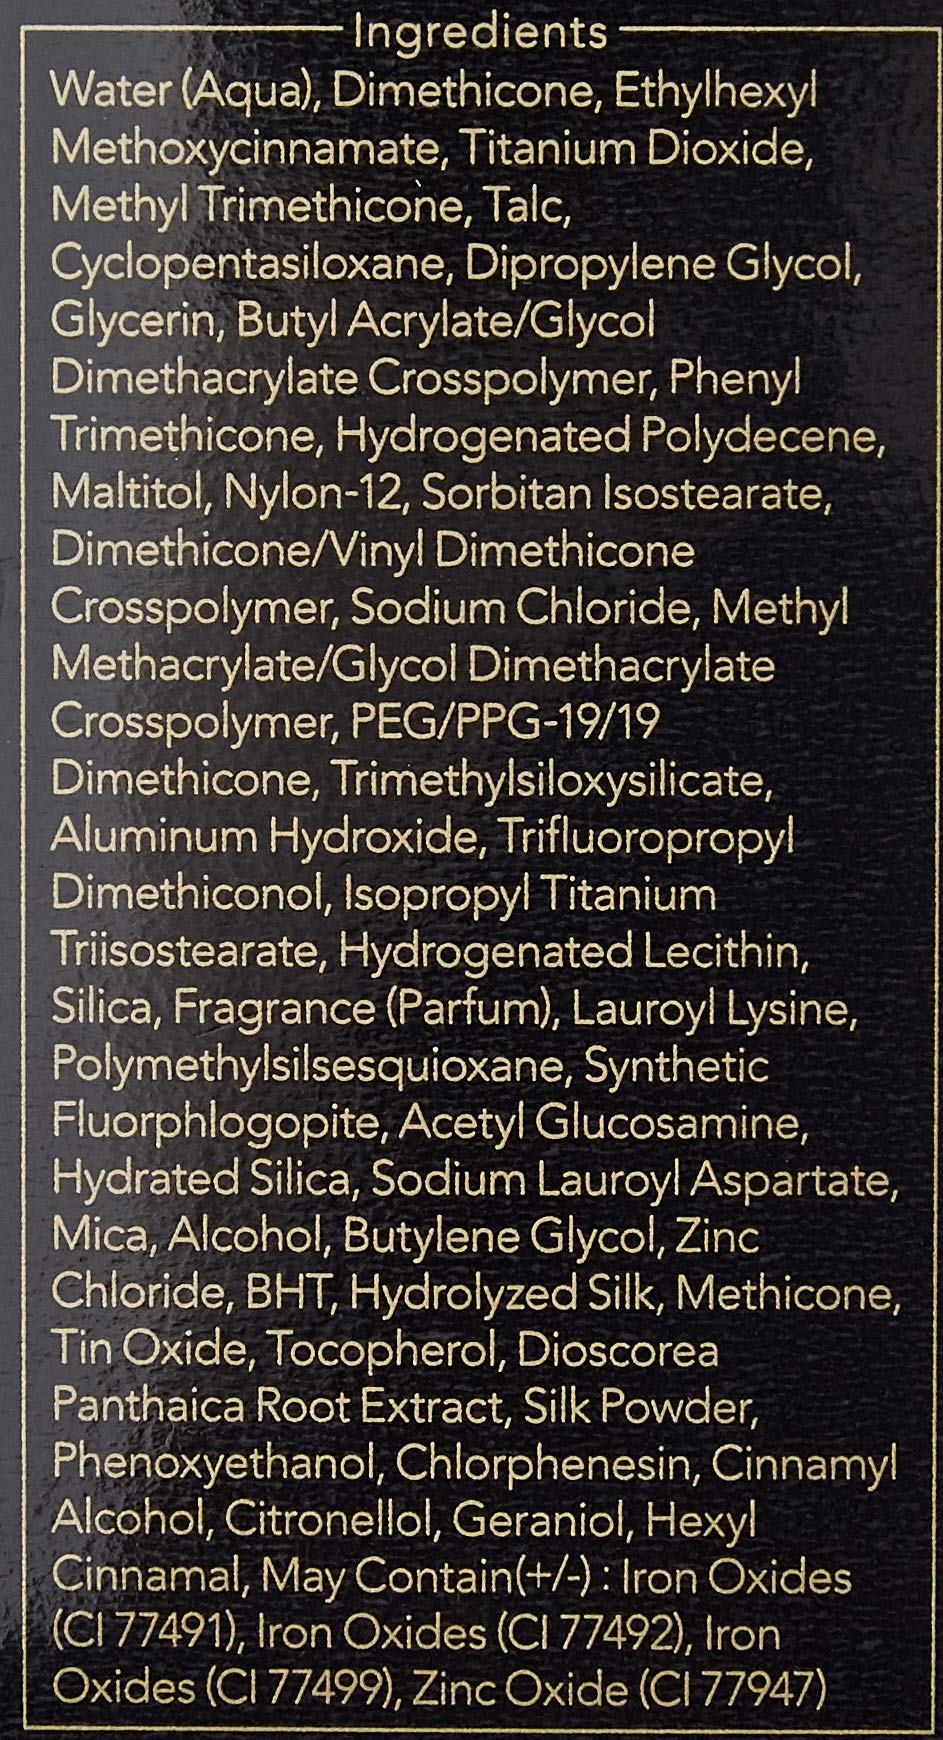 Ingredients
Water (Aqua), Dimethicone, Ethylhexyl
Methoxycinnamate, Titanium Dioxide,
Methyl Trimethicone, Talc,
Cyclopentasiloxane, Dipropylene Glycol,
Glycerin, Butyl Acrylate/Glycol
Dimethacrylate Crosspolymer, Phenyl
Trimethicone, Hydrogenated Polydecene,
Maltitol, Nylon-12, Sorbitan Isostearate,
Dimethicone/Vinyl Dimethicone
Crosspolymer, Sodium Chloride, Methyl
Methacrylate/Glycol Dimethacrylate
Crosspolymer, PEG/PPG-19/19
Dimethicone, Trimethylsiloxysilicate,
Aluminum Hydroxide, Trifluoropropyl
Dimethiconol, Isopropyl Titanium
Triisostearate, Hydrogenated Lecithin,
Silica, Fragrance (Parfum), Lauroyl Lysine,
Polymethylsilsesquioxane, Synthetic
Fluorphlogopite, Acetyl Glucosamine,
Hydrated Silica, Sodium Lauroyl Aspartate,
Mica, Alcohol, Butylene Glycol, Zinc
Chloride, BHT, Hydrolyzed Silk, Methicone,
Tin Oxide, Tocopherol, Dioscorea
Panthaica Root Extract, Silk Powder,
Phenoxyethanol, Chlorphenesin, Cinnamyl
Alcohol, Citronellol, Geraniol, Hexyl
Cinnamal, May Contain(+/-) : Iron Oxides
(CI 77491), Iron Oxides (CI 77492), Iron
Oxides (CI 77499), Zinc Oxide (CI 77947)